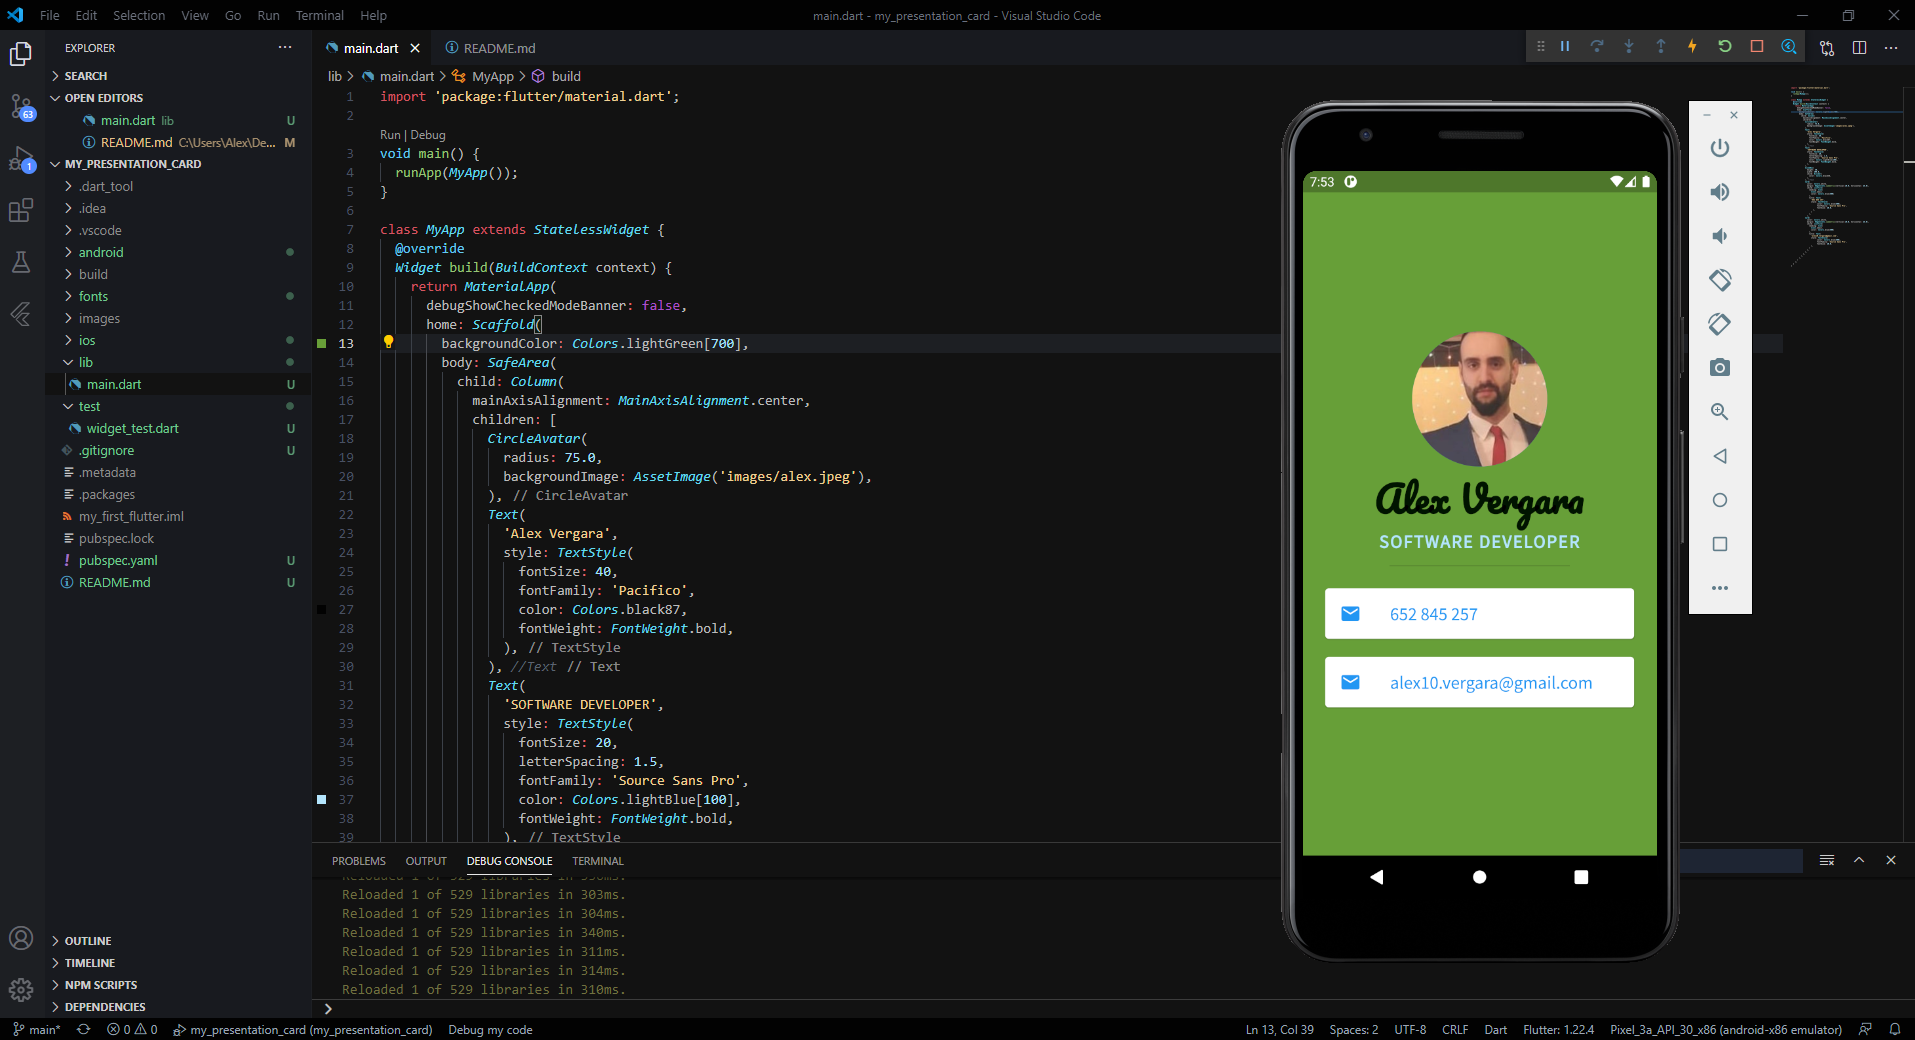 File Edit Selection View Go Run Terminal Help
main.dart - my_presentation_card - Visual Studio Code
EXPLORER
SEARCH
OPEN EDITORS
main.dart lib U
README.md C:\Users\Alex\De... M
MY_PRESENTATION_CARD
.dart_tool
.idea
.vscode
android
build
fonts
images
ios
lib
main.dart U
test
widget_test.dart U
.gitignore U
.metadata
.packages
my_first_flutter.iml
pubspec.lock
pubspec.yaml U
README.md U
OUTLINE
TIMELINE
NPM SCRIPTS
DEPENDENCIES
63
1
main.dart
README.md
lib > main.dart > MyApp > build
1 import 'package:flutter/material.dart';
2
Run | Debug
3 void main() {
4 runApp(MyApp());
5 }
6
7 class MyApp extends StatelessWidget {
8 @override
9 Widget build(BuildContext context) {
10 return MaterialApp(
11 debugShowCheckedModeBanner: false,
12 home: Scaffold(
13 backgroundColor: Colors.lightGreen[700],
14 body: SafeArea(
15 child: Column(
16 mainAxisAlignment: MainAxisAlignment.center,
17 children: [
18 CircleAvatar(
19 radius: 75.0,
20 backgroundImage: AssetImage('images/alex.jpeg'),
21 ), // CircleAvatar
22 Text(
23 'Alex Vergara',
24 style: TextStyle(
25 fontSize: 40,
26 fontFamily: 'Pacifico',
27 color: Colors.black87,
28 fontWeight: FontWeight.bold,
29 ), // TextStyle
30 ), //Text // Text
31 Text(
32 'SOFTWARE DEVELOPER',
33 style: TextStyle(
34 fontSize: 20,
35 letterSpacing: 1.5,
36 fontFamily: 'Source Sans Pro',
37 color: Colors.lightBlue[100],
38 fontWeight: FontWeight.bold,
39 ), // TextStyle
PROBLEMS OUTPUT DEBUG CONSOLE TERMINAL
Reloaded 1 of 529 libraries in 303ms.
Reloaded 1 of 529 libraries in 304ms.
Reloaded 1 of 529 libraries in 340ms.
Reloaded 1 of 529 libraries in 311ms.
Reloaded 1 of 529 libraries in 314ms.
Reloaded 1 of 529 libraries in 310ms.
7:53
Alex Vergara
SOFTWARE DEVELOPER
652 845 257
alex10.vergara@gmail.com
main* 0 0 my_presentation_card (my_presentation_card) Debug my code
Ln 13, Col 39 Spaces: 2 UTF-8 CRLF Dart Flutter: 1.22.4 Pixel_3a_API_30_x86 (android-x86 emulator)